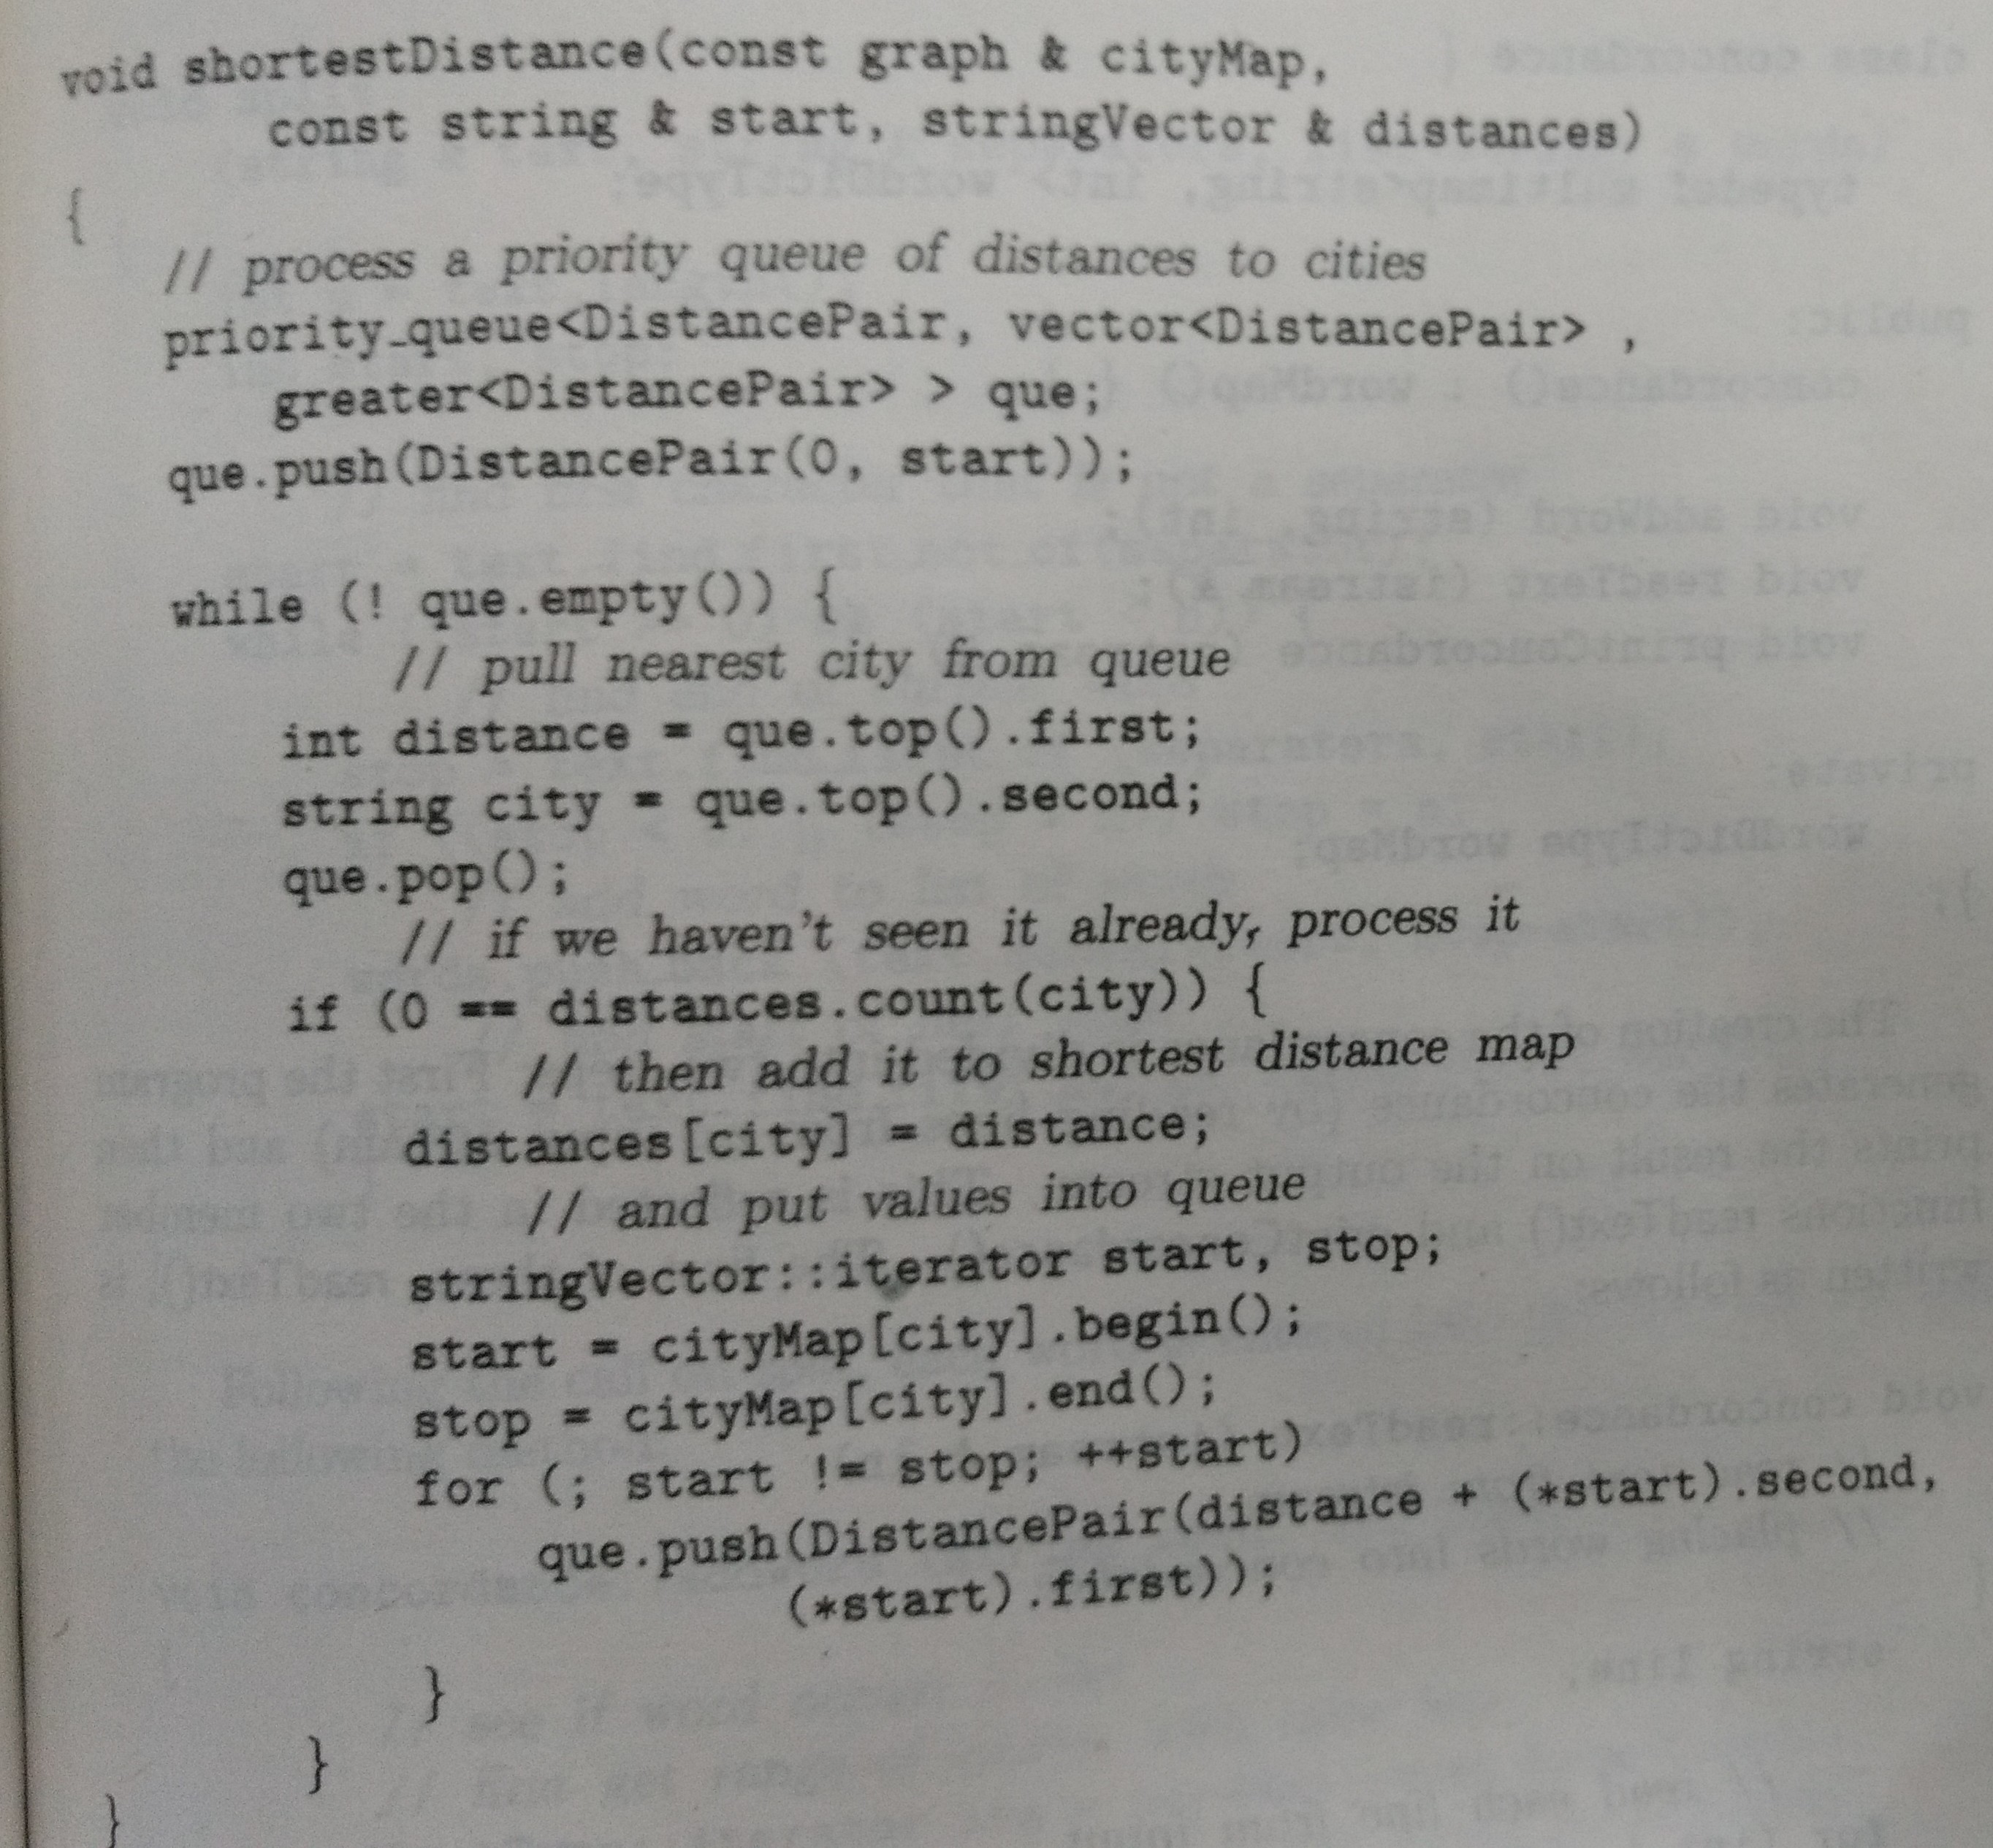 void shortestDistance(const graph & cityMap,
const string & start, stringVector & distances)
{
// process a priority queue of distances to cities
priority_queue<DistancePair, vector<DistancePair> ,
greater<DistancePair> > que;
que.push(DistancePair(0, start));
while (! que.empty()) {
// pull nearest city from queue
int distance = que.top().first;
string city = que.top().second;
que.pop();
// if we haven't seen it already, process it
if (0 == distances.count(city)) {
// then add it to shortest distance map
distances[city] = distance;
// and put values into queue
stringVector::iterator start, stop;
start = cityMap[city].begin();
stop = cityMap[city].end();
for (; start != stop; ++start)
que.push(DistancePair(distance + (*start).second,
(*start).first));
}
}
}